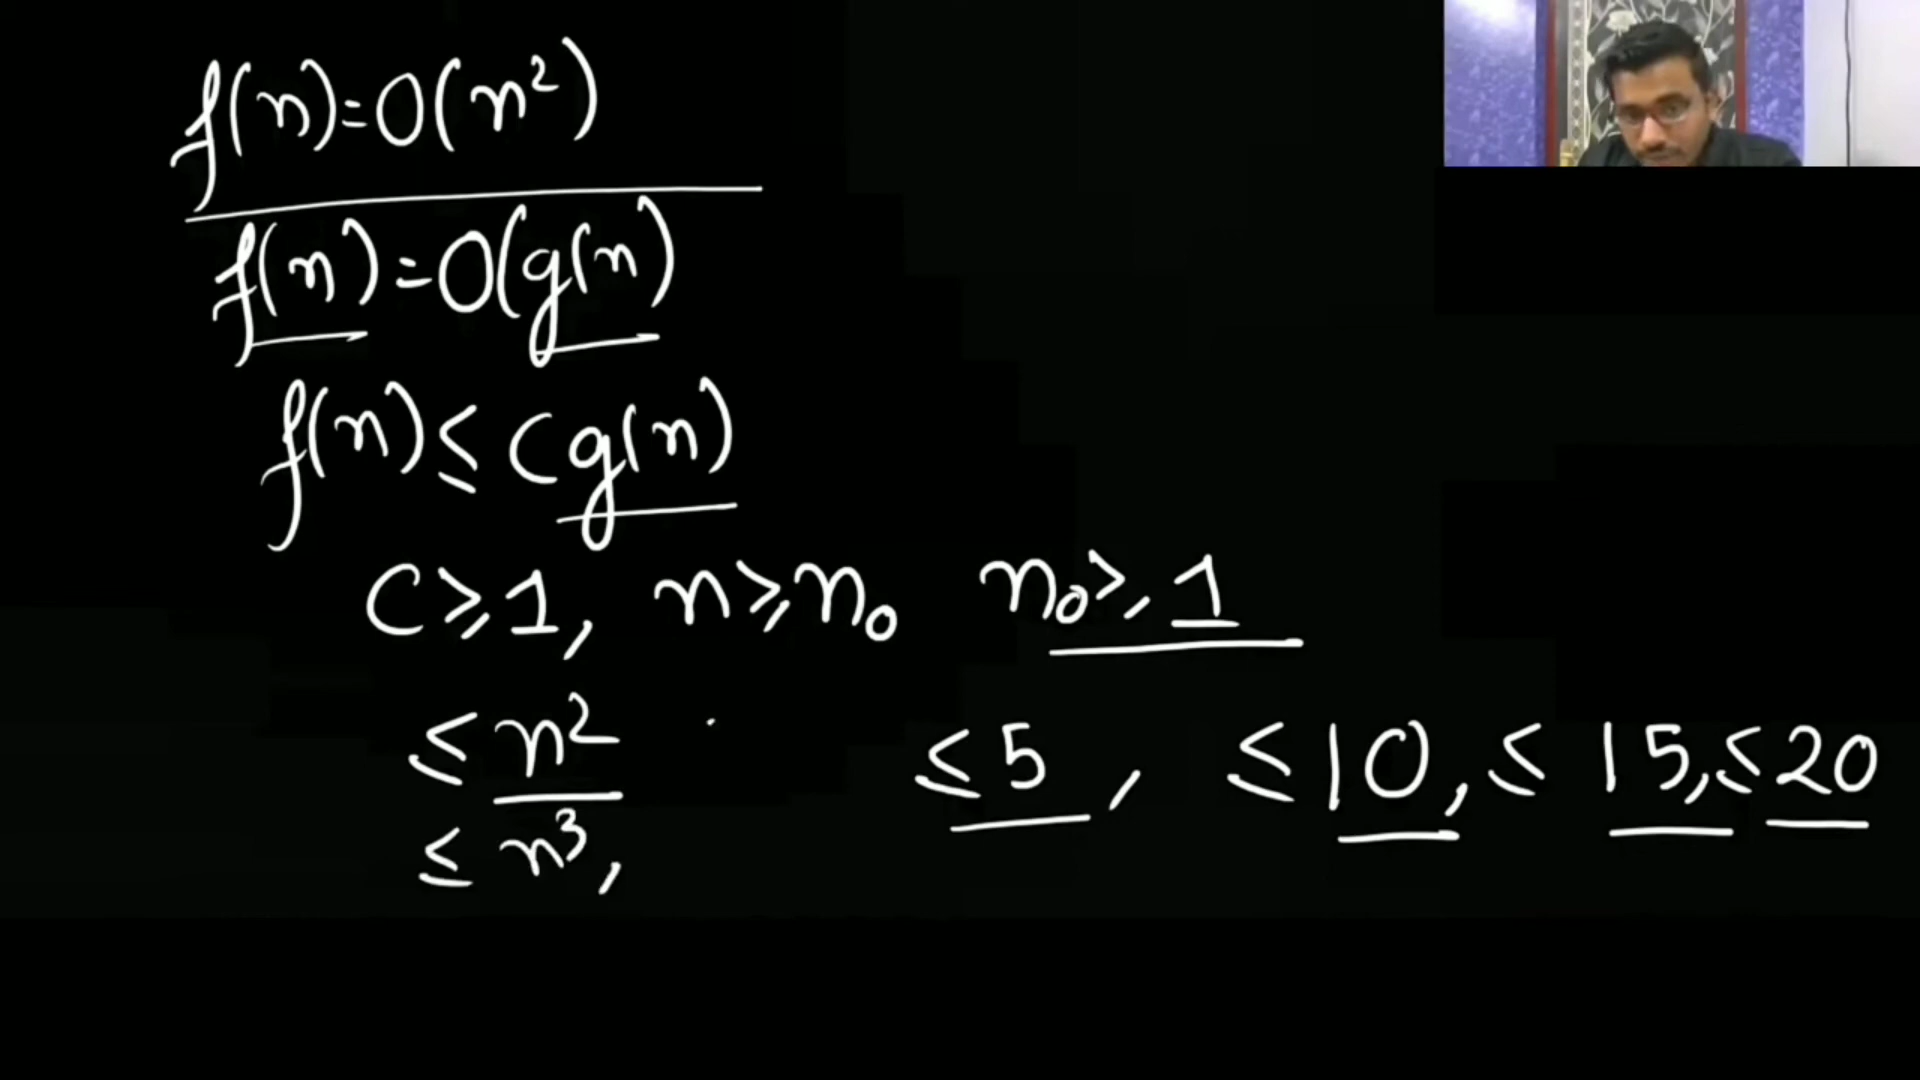 f(n)=O(n²)
f(n)=O(g(n)
f(n)≤ Cg(n)
C≥1, n≥n₀ n₀≥1
≤n² ≤5, ≤10,≤ 15,≤20
≤n³,